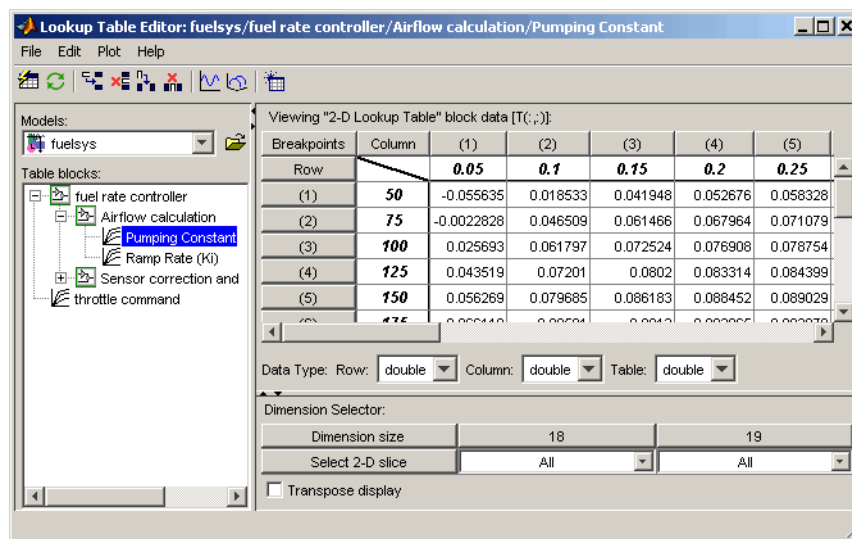 Lookup Table Editor: fuelsys/fuel rate controller/Airflow calculation/Pumping Constant
File Edit Plot Help
Models:
fuelsys
Table blocks:
fuel rate controller
Airflow calculation
Pumping Constant
Ramp Rate (Ki)
Sensor correction and
throttle command
Viewing "2-D Lookup Table" block data [T(:,:)]:
Breakpoints Column (1) (2) (3) (4) (5)
Row 0.05 0.1 0.15 0.2 0.25
(1) 50 -0.055635 0.018533 0.041948 0.052676 0.058328
(2) 75 -0.0022828 0.046509 0.061466 0.067964 0.071079
(3) 100 0.025693 0.061797 0.072524 0.076908 0.078754
(4) 125 0.043519 0.07201 0.0802 0.083314 0.084399
(5) 150 0.056269 0.079685 0.086183 0.088452 0.089029
Data Type: Row: double Column: double Table: double
Dimension Selector:
Dimension size 18 19
Select 2-D slice All All
Transpose display